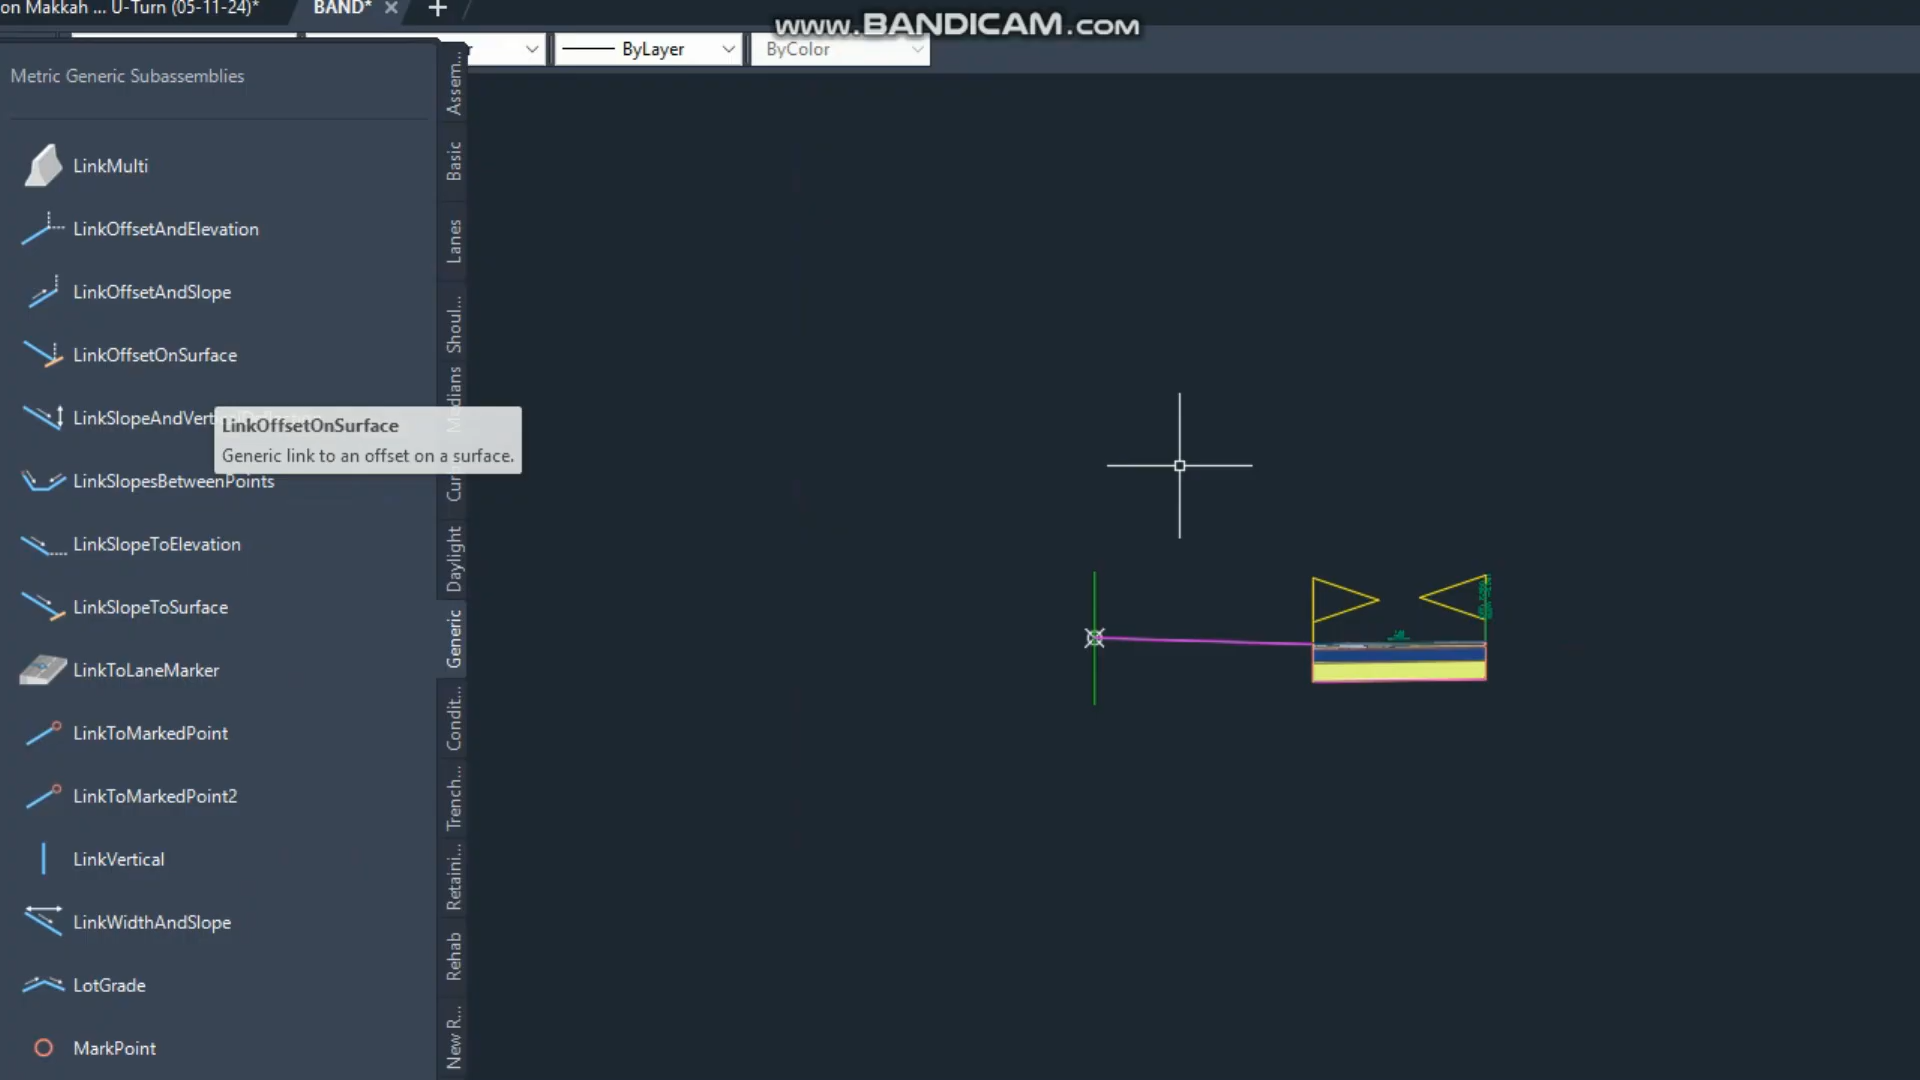 on Makkah ... U-Turn (05-11-24)*
BAND*
www.BANDICAM.com
ByLayer
ByColor
Metric Generic Subassemblies
LinkMulti
LinkOffsetAndElevation
LinkOffsetAndSlope
LinkOffsetOnSurface
LinkSlopeAndVert
LinkOffsetOnSurface
Generic link to an offset on a surface.
LinkSlopesBetweenPoints
LinkSlopeToElevation
LinkSlopeToSurface
LinkToLaneMarker
LinkToMarkedPoint
LinkToMarkedPoint2
LinkVertical
LinkWidthAndSlope
LotGrade
MarkPoint
Assem...
Basic
Lanes
Shoul...
Medians
Daylight
Generic
Condit...
Trench...
Retaini...
Rehab
New R...